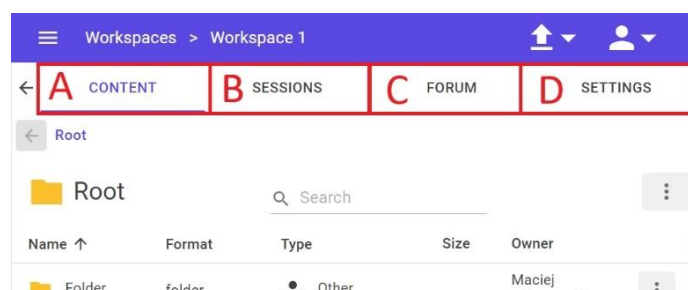 Workspaces > Workspace 1
A CONTENT B SESSIONS C FORUM D SETTINGS
Root
Root Search
Name Format Type Size Owner
Folder folder Other Maciej